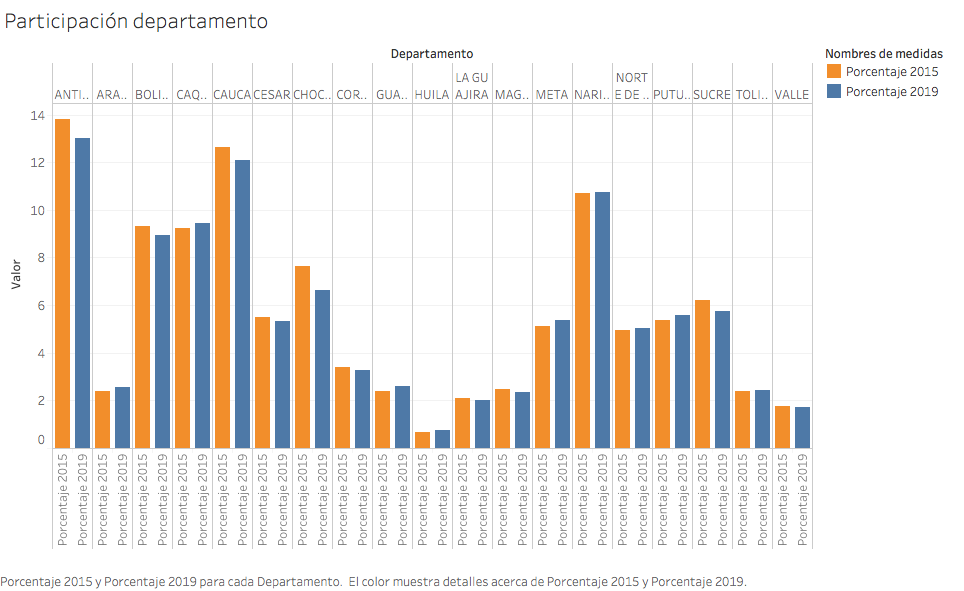 Participación departamento
Departamento
ANTI..
ARA..
BOLI..
CAQ..
CAUCA
CESAR
CHOC..
COR..
GUA..
HUILA
LA GU
AJIRA
MAG..
META
NARI..
NORT
E DE ..
PUTU..
SUCRE
TOLI..
VALLE
Nombres de medidas
Porcentaje 2015
Porcentaje 2019
Valor
14
12
10
8
6
4
2
0
Porcentaje 2015
Porcentaje 2019
Porcentaje 2015
Porcentaje 2019
Porcentaje 2015
Porcentaje 2019
Porcentaje 2015
Porcentaje 2019
Porcentaje 2015
Porcentaje 2019
Porcentaje 2015
Porcentaje 2019
Porcentaje 2015
Porcentaje 2019
Porcentaje 2015
Porcentaje 2019
Porcentaje 2015
Porcentaje 2019
Porcentaje 2015
Porcentaje 2019
Porcentaje 2015
Porcentaje 2019
Porcentaje 2015
Porcentaje 2019
Porcentaje 2015
Porcentaje 2019
Porcentaje 2015
Porcentaje 2019
Porcentaje 2015
Porcentaje 2019
Porcentaje 2015
Porcentaje 2019
Porcentaje 2015
Porcentaje 2019
Porcentaje 2015
Porcentaje 2019
Porcentaje 2015
Porcentaje 2019
Porcentaje 2015 y Porcentaje 2019 para cada Departamento. El color muestra detalles acerca de Porcentaje 2015 y Porcentaje 2019.